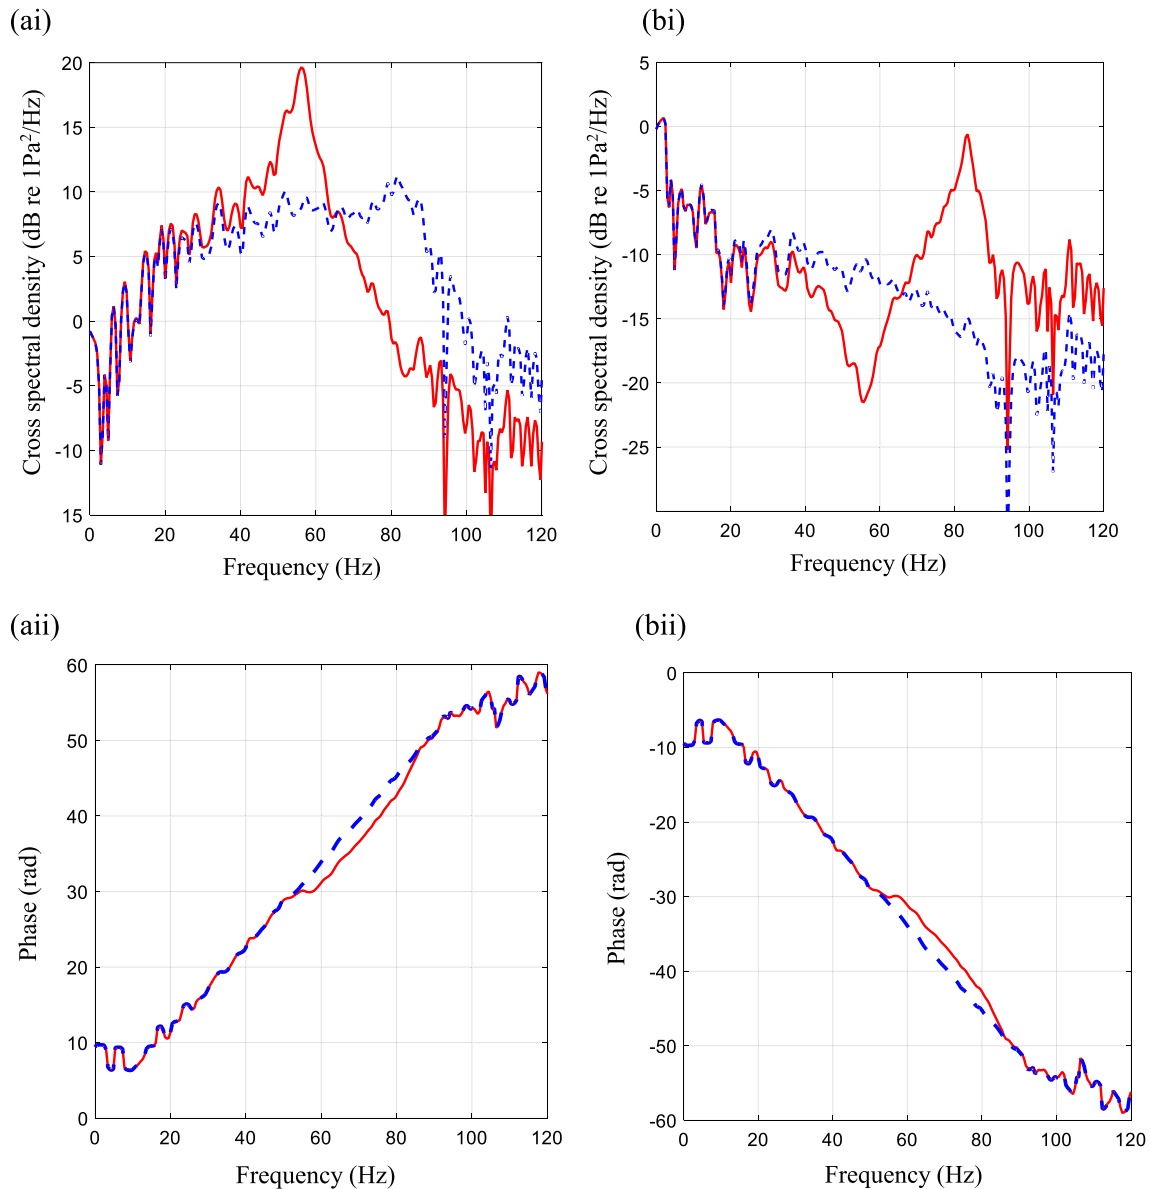 (ai)
Cross spectral density (dB re 1Pa²/Hz)
20
15
10
5
0
-5
-10
15
0 20 40 60 80 100 120
Frequency (Hz)
(bi)
Cross spectral density (dB re 1Pa²/Hz)
5
0
-5
-10
-15
-20
-25
0 20 40 60 80 100 120
Frequency (Hz)
(aii)
Phase (rad)
60
50
40
30
20
10
0
0 20 40 60 80 100 120
Frequency (Hz)
(bii)
Phase (rad)
0
-10
-20
-30
-40
-50
-60
0 20 40 60 80 100 120
Frequency (Hz)